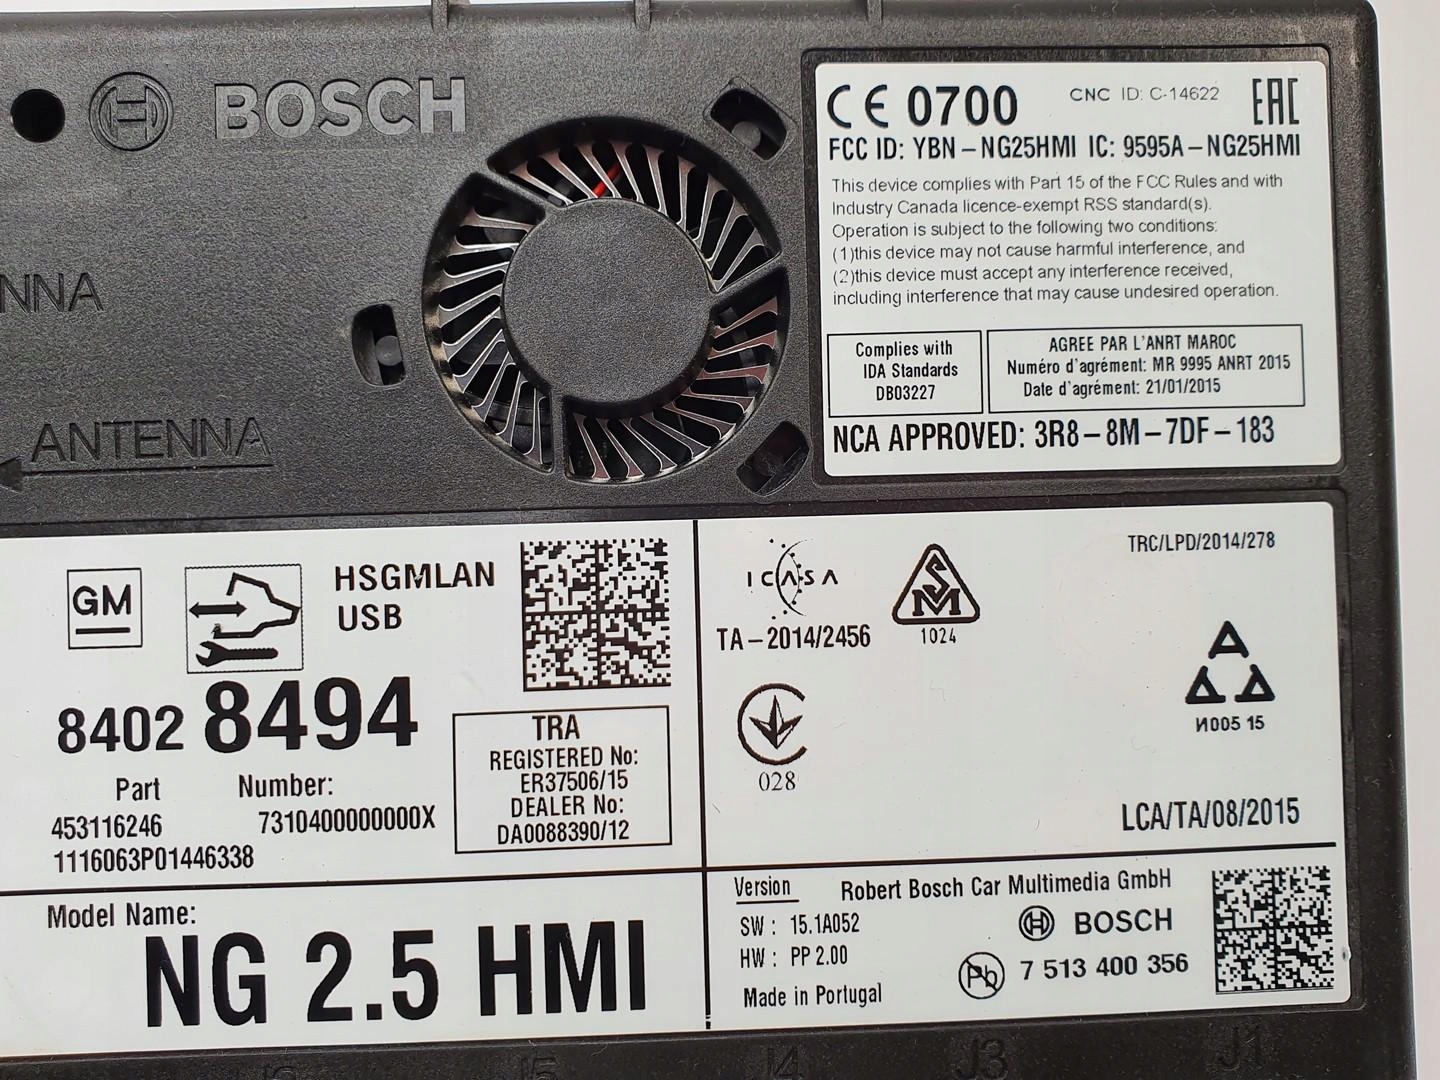 BOSCH
NNA
ANTENNA
CE 0700 CNC ID: C-14622 EAC
FCC ID: YBN – NG25HMI IC: 9595A – NG25HMI
This device complies with Part 15 of the FCC Rules and with
Industry Canada licence-exempt RSS standard(s).
Operation is subject to the following two conditions:
(1)this device may not cause harmful interference, and
(2)this device must accept any interference received,
including interference that may cause undesired operation.
Complies with
IDA Standards
DB03227
AGREE PAR L'ANRT MAROC
Numéro d'agrément: MR 9995 ANRT 2015
Date d'agrément: 21/01/2015
NCA APPROVED: 3R8 – 8M – 7DF – 183
GM
HSGMLAN
USB
8402 8494
Part Number:
453116246 7310400000000X
1116063P01446338
TRA
REGISTERED No:
ER37506/15
DEALER No:
DA0088390/12
Model Name:
NG 2.5 HMI
ICASA
TA – 2014/2456
SM
1024
TRC/LPD/2014/278
028
И005 15
LCA/TA/08/2015
Version
SW : 15.1A052
HW : PP 2.00
Made in Portugal
Robert Bosch Car Multimedia GmbH
BOSCH
Pb 7 513 400 356
J5
J4
J3
J1